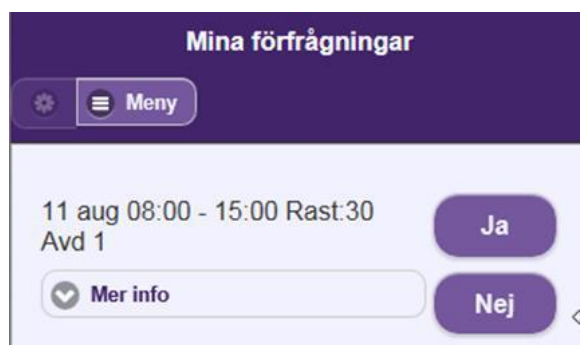 Mina förfrågningar
Meny
11 aug 08:00 - 15:00 Rast:30
Avd 1
Ja
Mer info
Nej